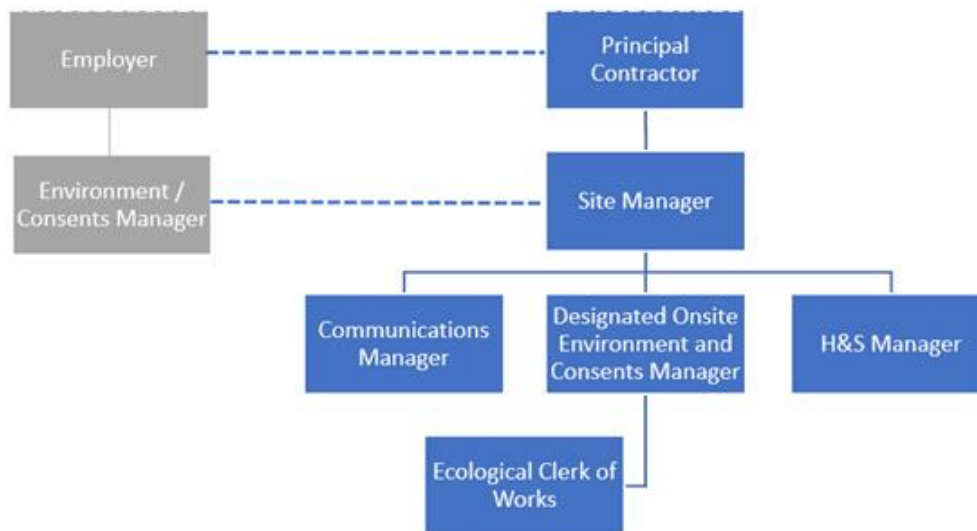 Employer
Principal
Contractor
Environment /
Consents Manager
Site Manager
Communications
Manager
Designated Onsite
Environment and
Consents Manager
H&S Manager
Ecological Clerk of
Works